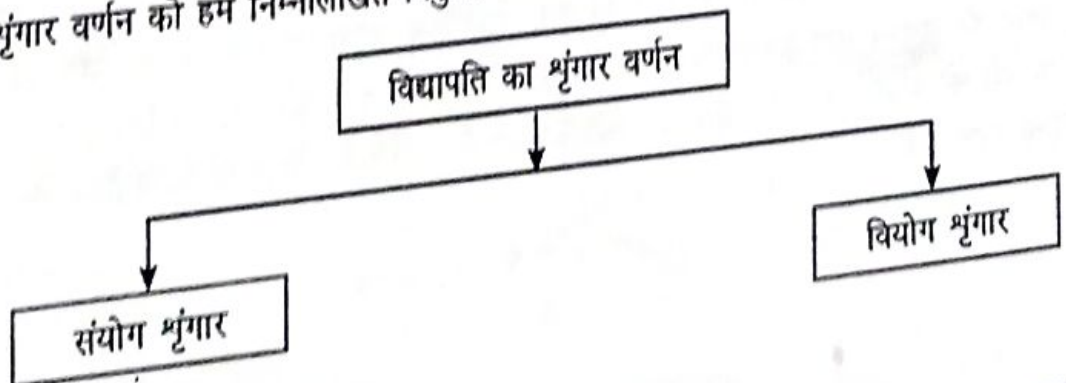 शृंगार वर्णन को हम
विद्यापति का शृंगार वर्णन
वियोग शृंगार
संयोग शृंगार